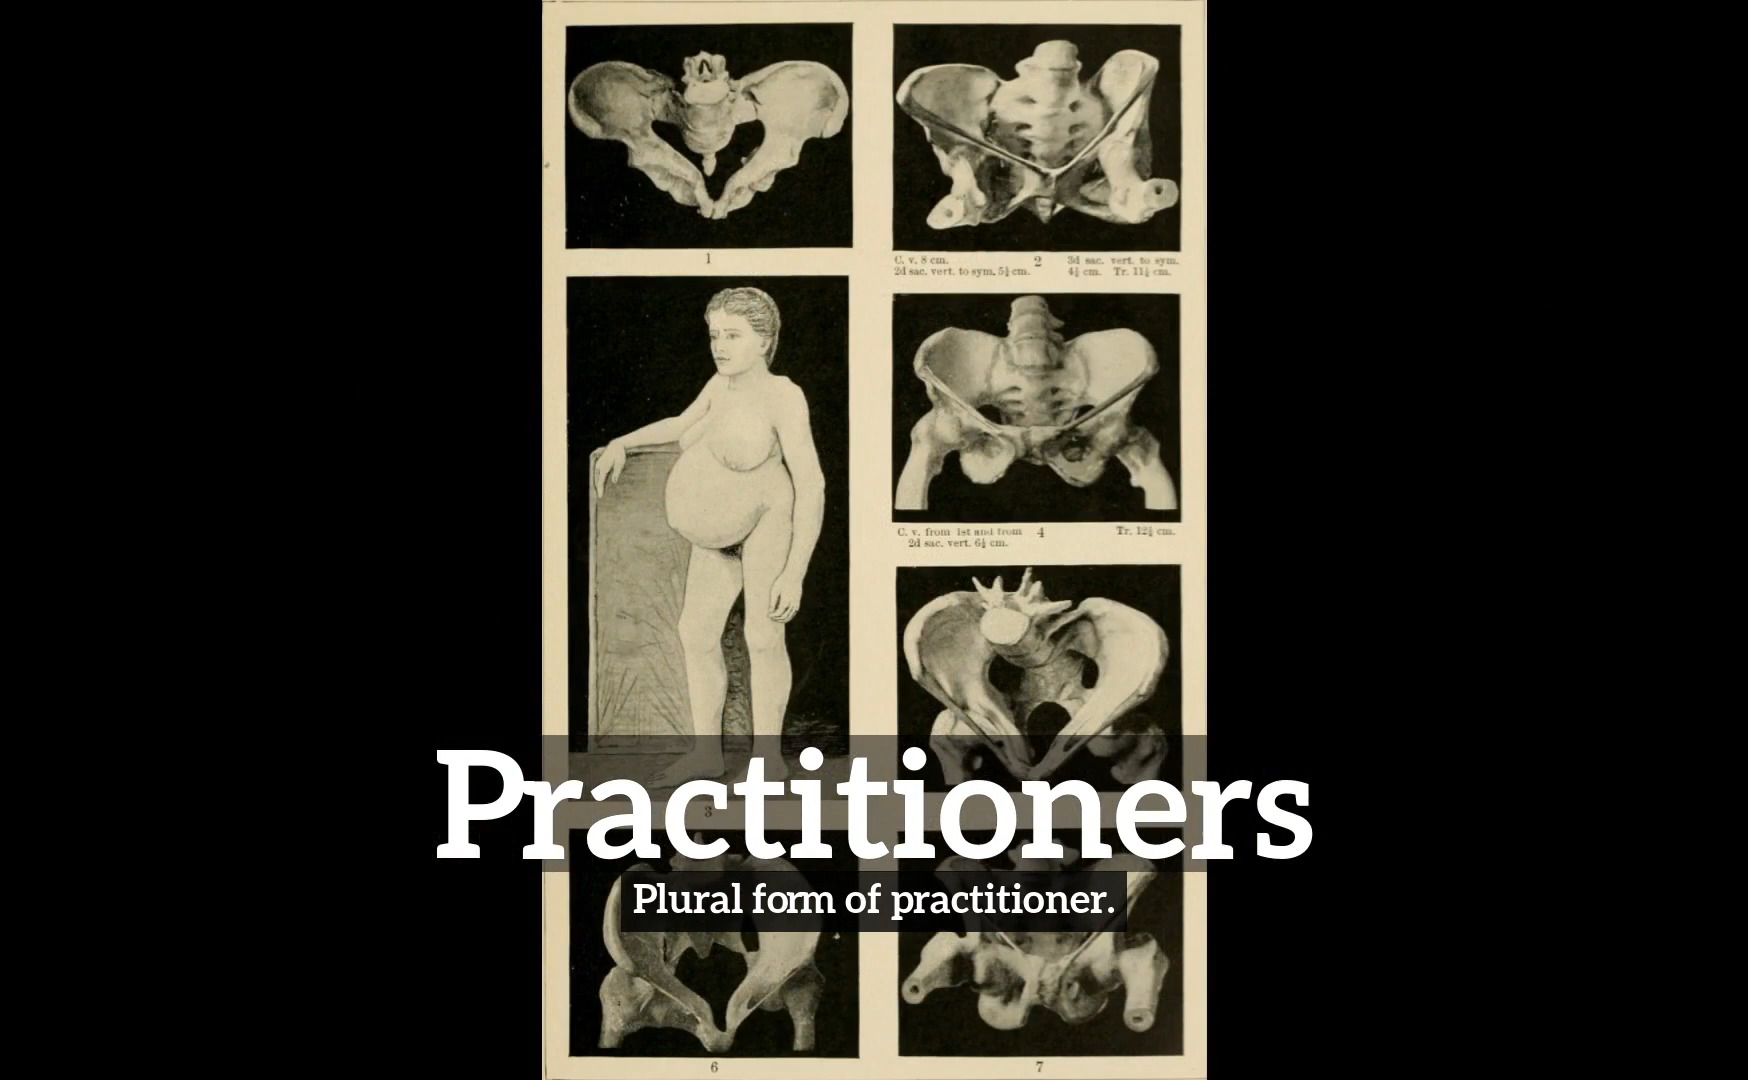 1
C. v. 8 cm. 2 3d sac. vert. to sym.
2d sac. vert. to sym. 5½ cm. 4½ cm. Tr. 11½ cm.
C. v. from 1st and from 4 Tr. 12½ cm.
2d sac. vert. 6½ cm.
3
Practitioners
Plural form of practitioner.
6 7